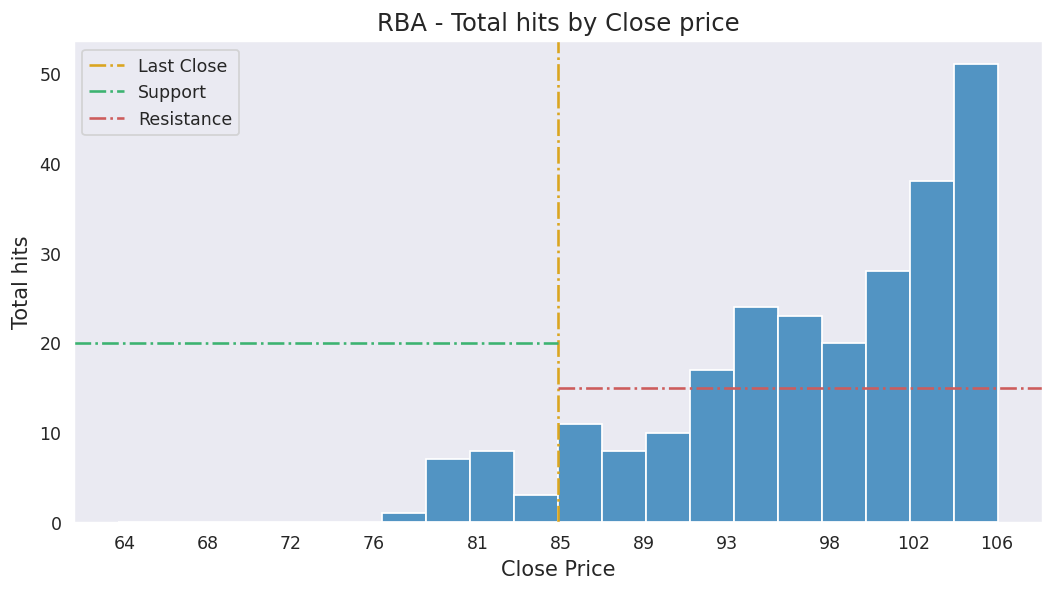 RBA - Total hits by Close price
Last Close
Support
Resistance
Total hits
50
40
30
20
10
0
64 68 72 76 81 85 89 93 98 102 106
Close Price